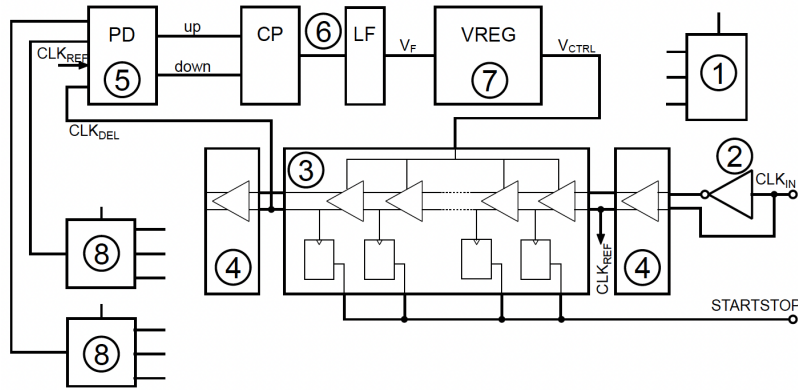 up
PD
CP
6
LF
VREG
CLKREF
VF
VCTRL
1
5
down
7
CLKDEL
3
2
CLKIN
8
4
CLKREF
4
STARTSTOP
8